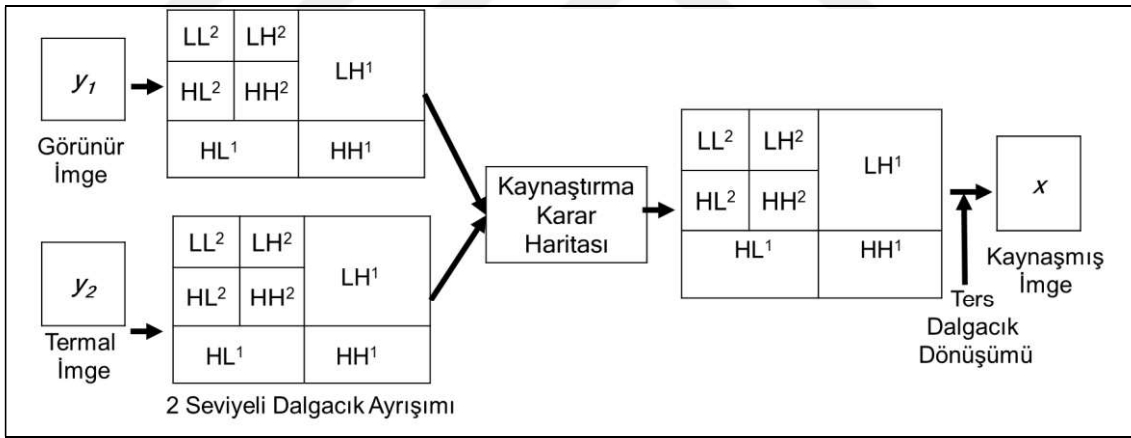 y₁
Görünür
İmge
LL² LH²
LH¹
HL² HH²
HL¹ HH¹
y₂
Termal
İmge
LL² LH²
LH¹
HL² HH²
HL¹ HH¹
2 Seviyeli Dalgacık Ayrışımı
Kaynaştırma
Karar
Haritası
LL² LH²
LH¹
HL² HH²
HL¹ HH¹
Ters
Dalgacık
Dönüşümü
x
Kaynaşmış
İmge